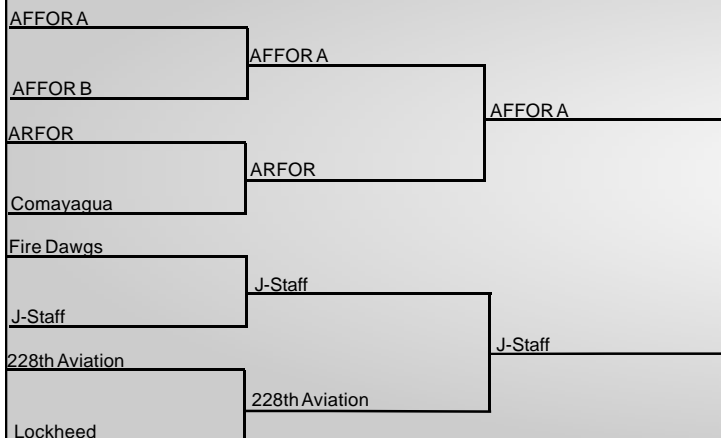 AFFOR A
AFFOR A
AFFOR B
AFFOR A
ARFOR
ARFOR
Comayagua
Fire Dawgs
J-Staff
J-Staff
J-Staff
228th Aviation
228th Aviation
Lockheed